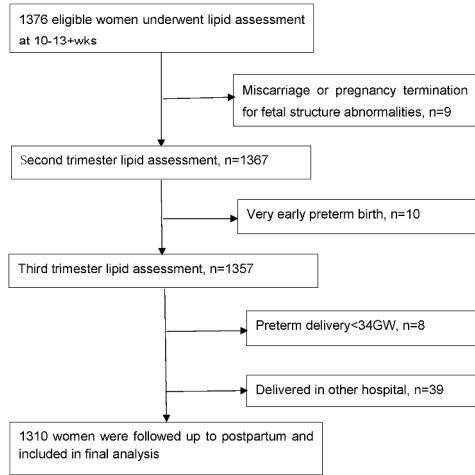 1376 eligible women underwent lipid assessment
at 10-13+wks
Miscarriage or pregnancy termination
for fetal structure abnormalities, n=9
Second trimester lipid assessment, n=1367
Very early preterm birth, n=10
Third trimester lipid assessment, n=1357
Preterm delivery<34GW, n=8
Delivered in other hospital, n=39
1310 women were followed up to postpartum and
included in final analysis